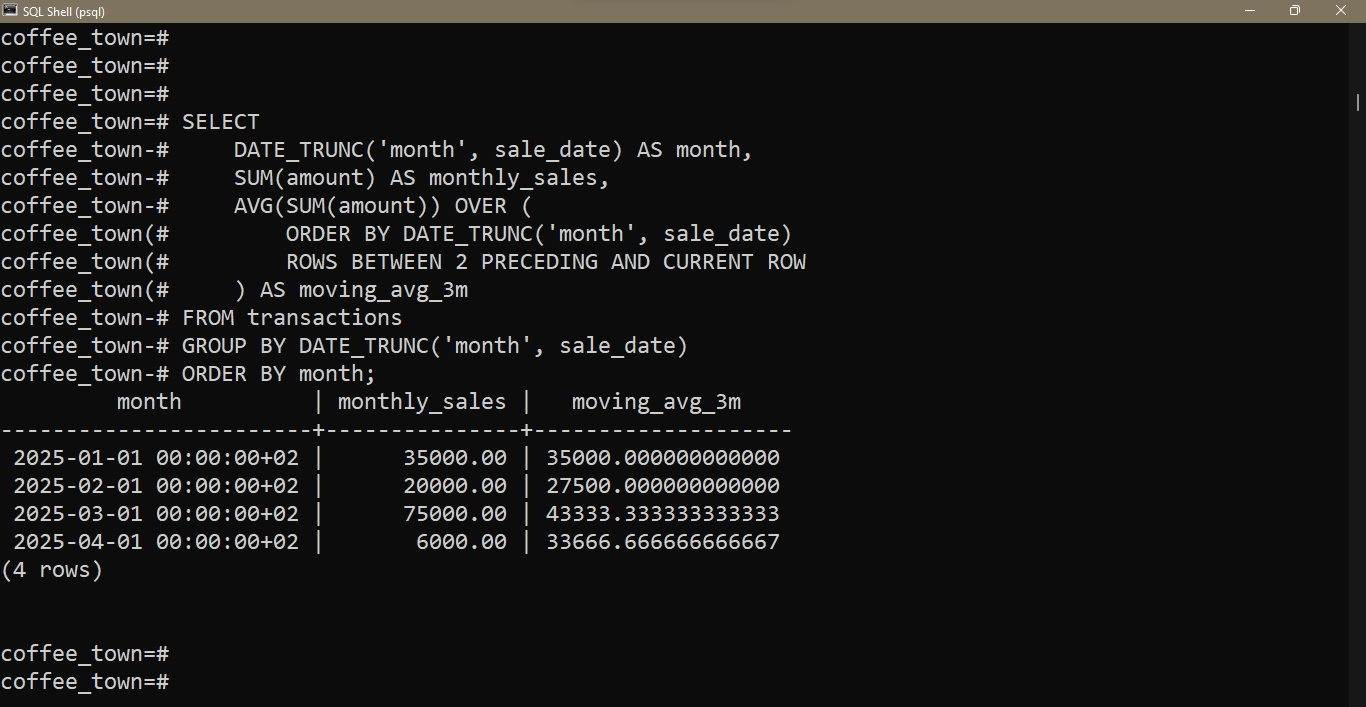 SQL Shell (psql)
coffee_town=#
coffee_town=#
coffee_town=#
coffee_town=# SELECT
coffee_town-#     DATE_TRUNC('month', sale_date) AS month,
coffee_town-#     SUM(amount) AS monthly_sales,
coffee_town-#     AVG(SUM(amount)) OVER (
coffee_town(#         ORDER BY DATE_TRUNC('month', sale_date)
coffee_town(#         ROWS BETWEEN 2 PRECEDING AND CURRENT ROW
coffee_town(#     ) AS moving_avg_3m
coffee_town-# FROM transactions
coffee_town-# GROUP BY DATE_TRUNC('month', sale_date)
coffee_town-# ORDER BY month;
         month          | monthly_sales |   moving_avg_3m
------------------------+---------------+--------------------
 2025-01-01 00:00:00+02 |      35000.00 | 35000.000000000000
 2025-02-01 00:00:00+02 |      20000.00 | 27500.000000000000
 2025-03-01 00:00:00+02 |      75000.00 | 43333.333333333333
 2025-04-01 00:00:00+02 |       6000.00 | 33666.666666666667
(4 rows)
coffee_town=#
coffee_town=#